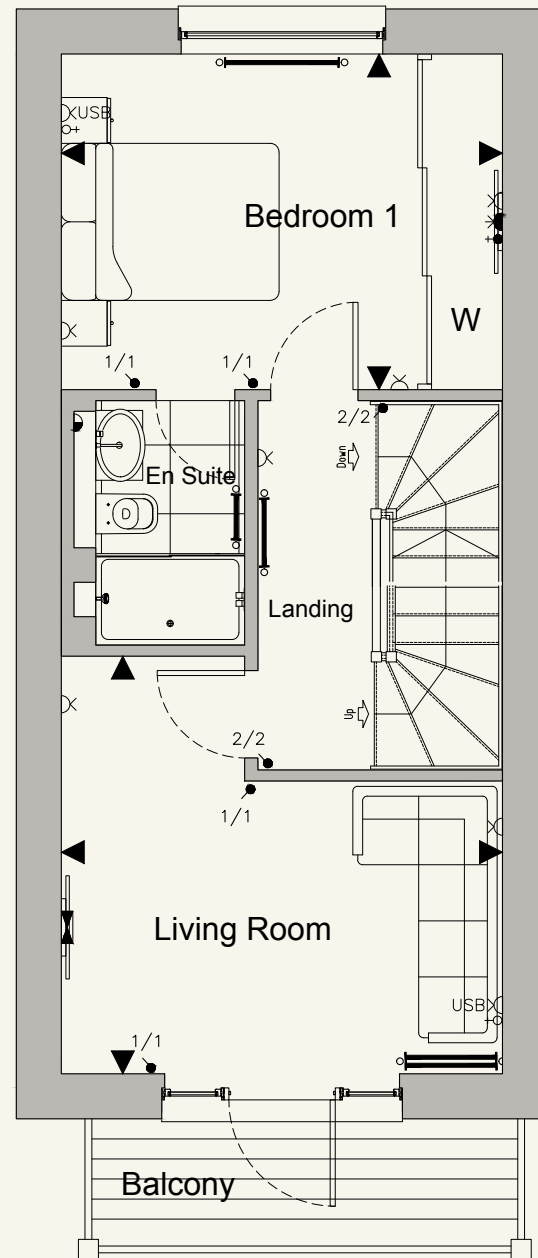 USB
Bedroom 1
W
1/1
1/1
2/2
Down
En Suite
Landing
Up
2/2
1/1
Living Room
USB
1/1
Balcony